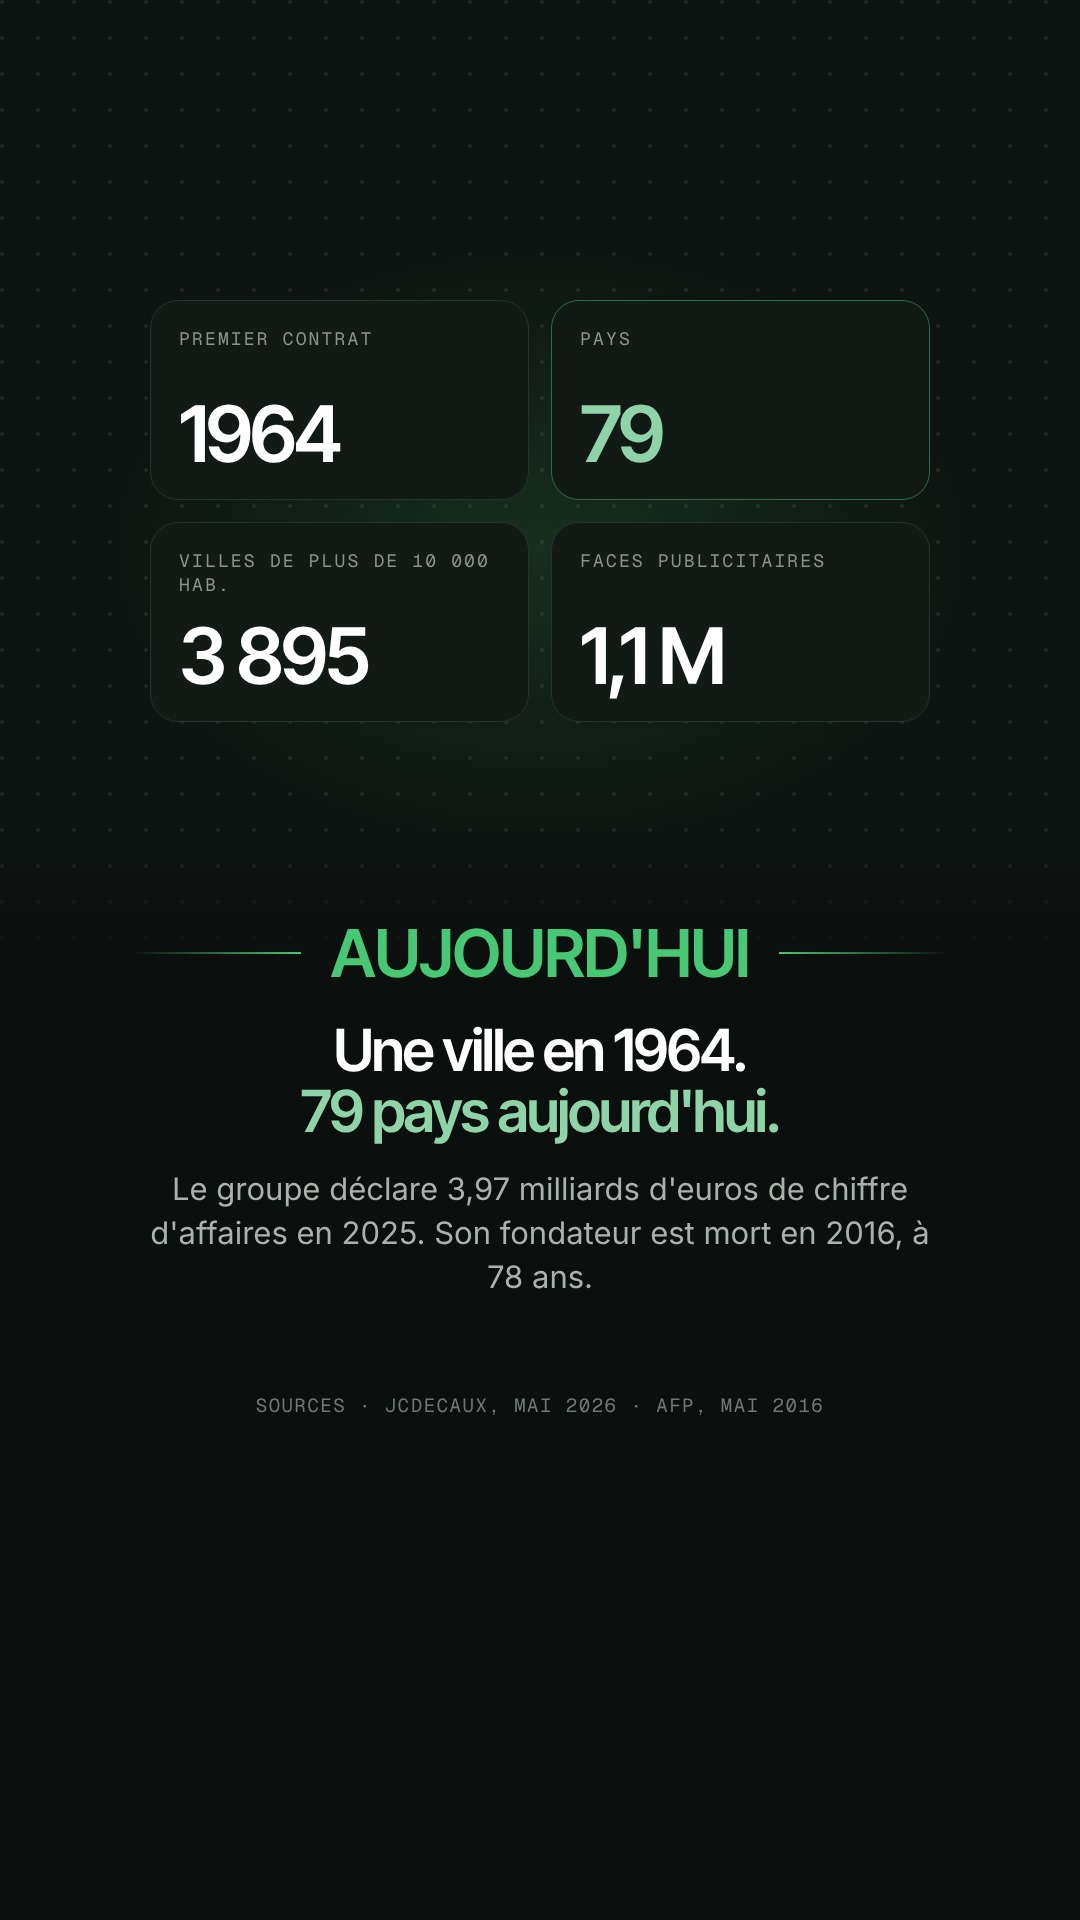 PREMIER CONTRAT
1964
PAYS
79
VILLES DE PLUS DE 10 000
HAB.
3 895
FACES PUBLICITAIRES
1,1 M
AUJOURD'HUI
Une ville en 1964.
79 pays aujourd'hui.
Le groupe déclare 3,97 milliards d'euros de chiffre
d'affaires en 2025. Son fondateur est mort en 2016, à
78 ans.
SOURCES · JCDECAUX, MAI 2026 · AFP, MAI 2016